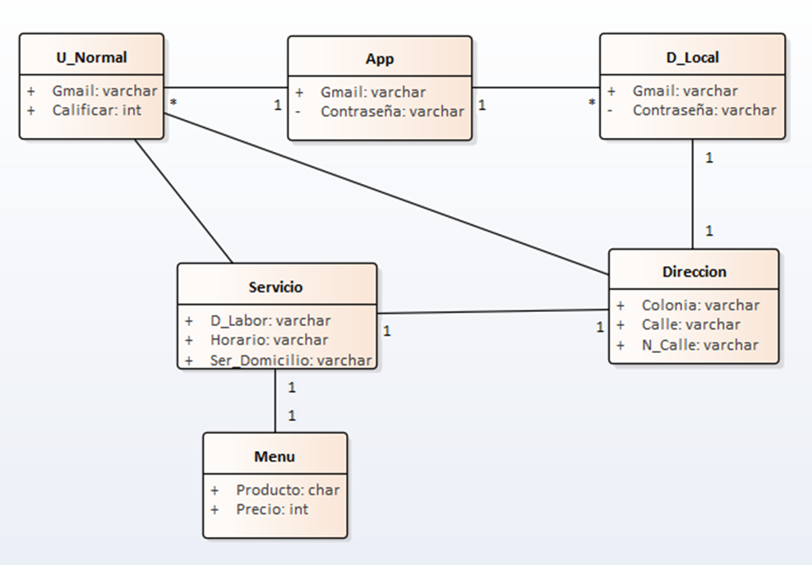 U_Normal
+ Gmail: varchar
+ Calificar: int
*
1
App
+ Gmail: varchar
- Contraseña: varchar
1
*
D_Local
+ Gmail: varchar
- Contraseña: varchar
1
1
Servicio
+ D_Labor: varchar
+ Horario: varchar
+ Ser_Domicilio: varchar
1
1
Direccion
+ Colonia: varchar
+ Calle: varchar
+ N_Calle: varchar
1
1
Menu
+ Producto: char
+ Precio: int